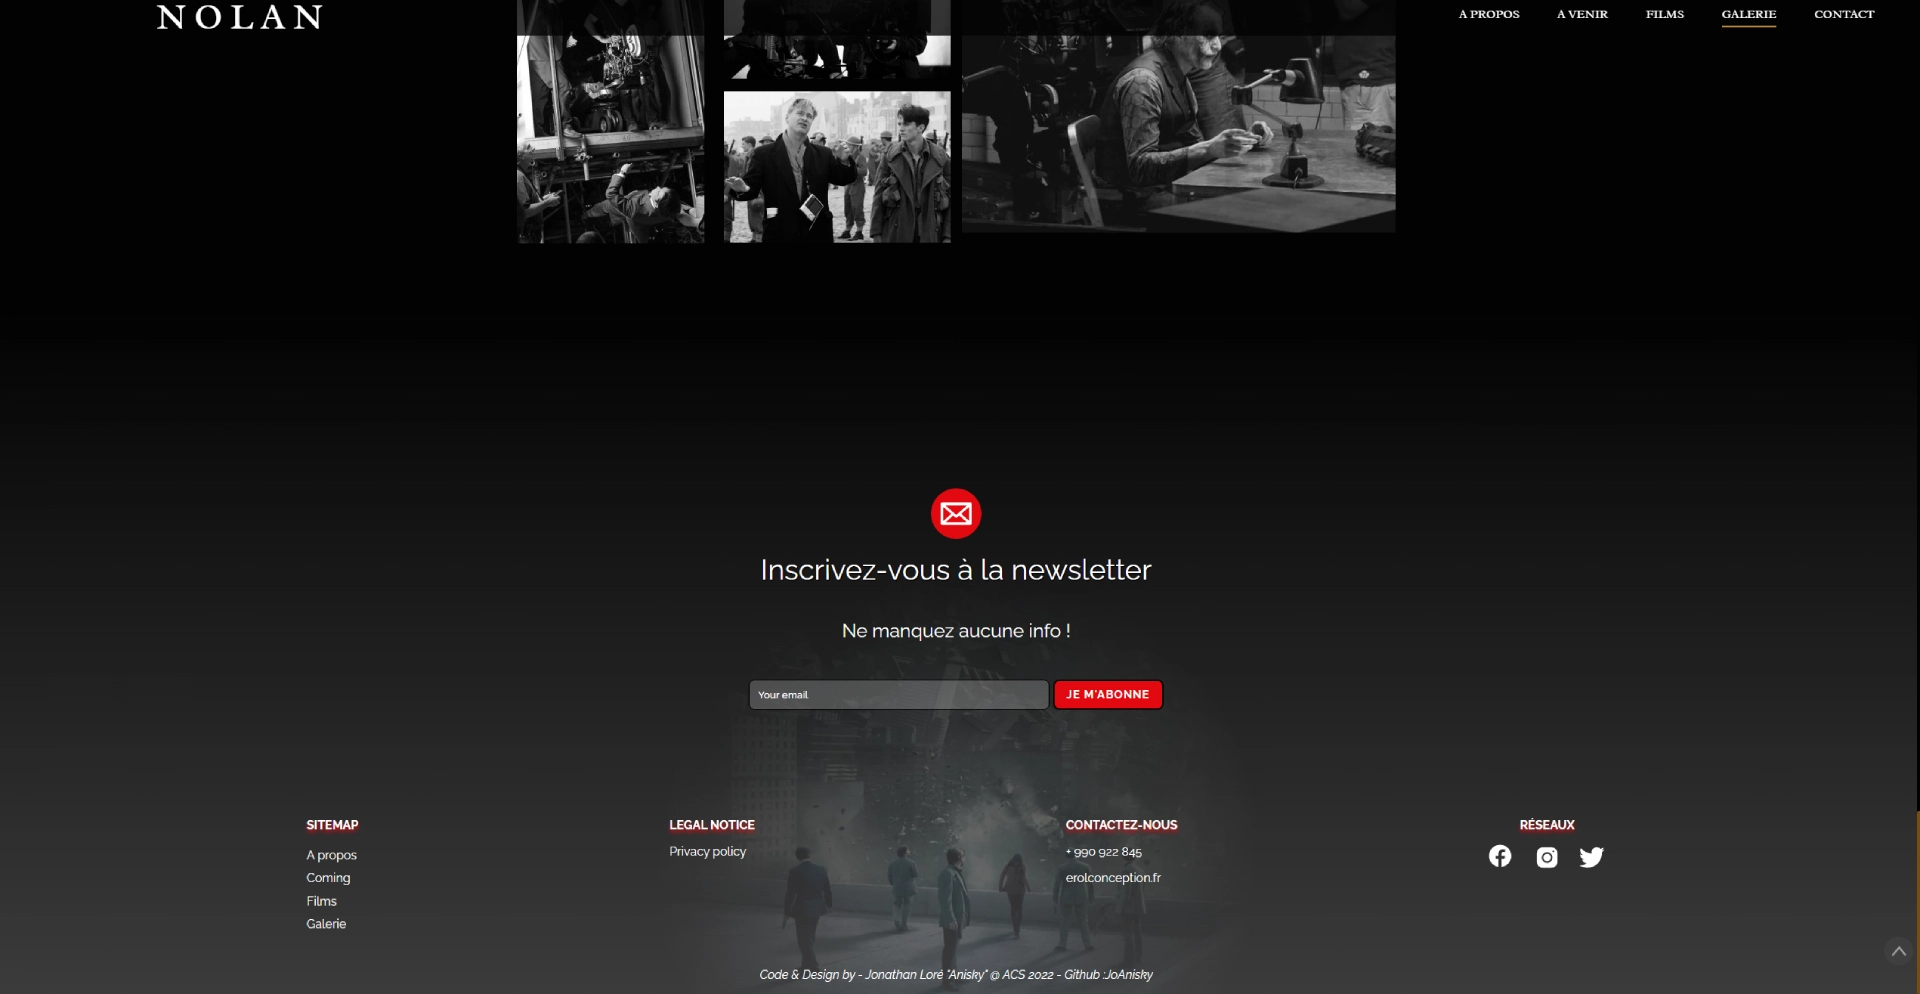 NOLAN
A PROPOS
A VENIR
FILMS
GALERIE
CONTACT
Inscrivez-vous à la newsletter
Ne manquez aucune info !
Your email
JE M'ABONNE
SITEMAP
A propos
Coming
Films
Galerie
LEGAL NOTICE
Privacy policy
CONTACTEZ-NOUS
+ 990 922 845
erolconception.fr
RÉSEAUX
Code & Design by - Jonathan Loré "Anisky" @ ACS 2022 - Github :JoAnisky